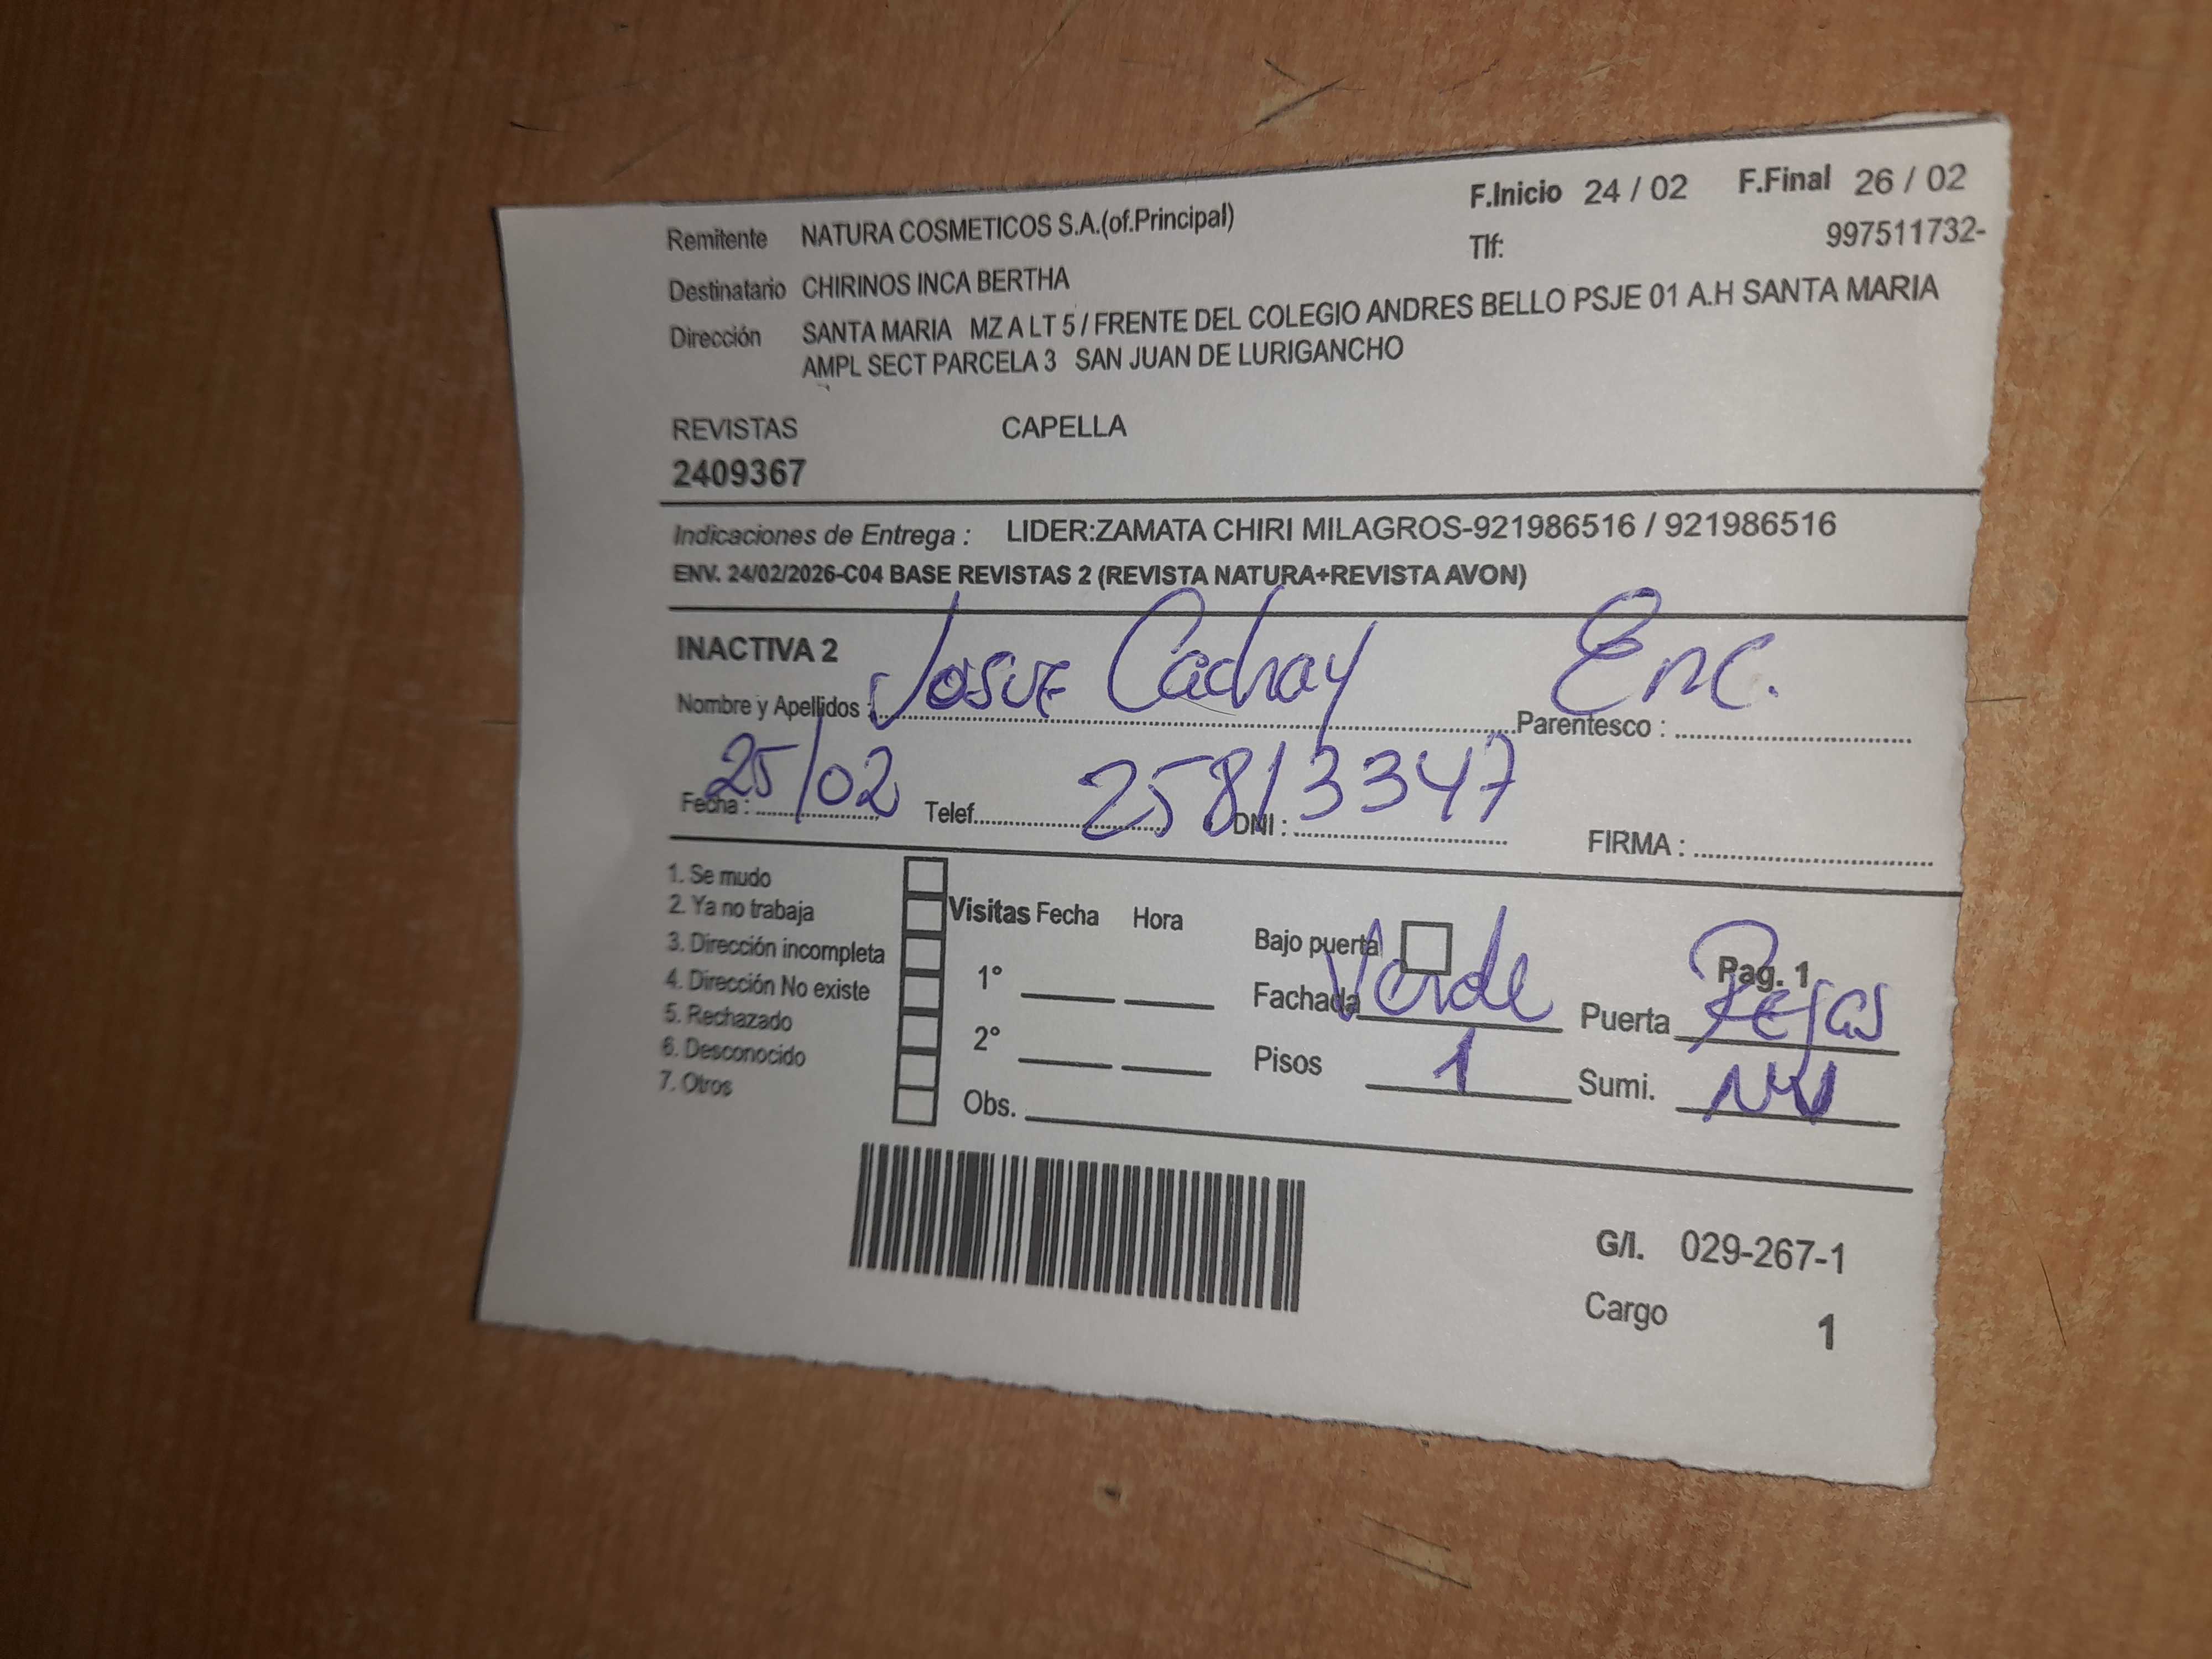 F.Inicio 24 / 02 F.Final 26 / 02
Remitente NATURA COSMETICOS S.A.(of.Principal) Tlf: 997511732-
Destinatario CHIRINOS INCA BERTHA
Dirección SANTA MARIA MZ A LT 5 / FRENTE DEL COLEGIO ANDRES BELLO PSJE 01 A.H SANTA MARIA
AMPL SECT PARCELA 3 SAN JUAN DE LURIGANCHO
REVISTAS CAPELLA
2409367
Indicaciones de Entrega : LIDER:ZAMATA CHIRI MILAGROS-921986516 / 921986516
ENV. 24/02/2026-C04 BASE REVISTAS 2 (REVISTA NATURA+REVISTA AVON)
INACTIVA 2
Nombre y Apellidos : Josue Cachay Parentesco : Enc.
Fecha : 25/02 Telef. DNI : 25813347 FIRMA :
1. Se mudo
2. Ya no trabaja
3. Dirección incompleta
4. Dirección No existe
5. Rechazado
6. Desconocido
7. Otros
Visitas Fecha Hora
1°
2°
Obs.
Bajo puerta Pag. 1
Fachada Verde Puerta Rejas
Pisos 1 Sumi.
G/I. 029-267-1
Cargo 1